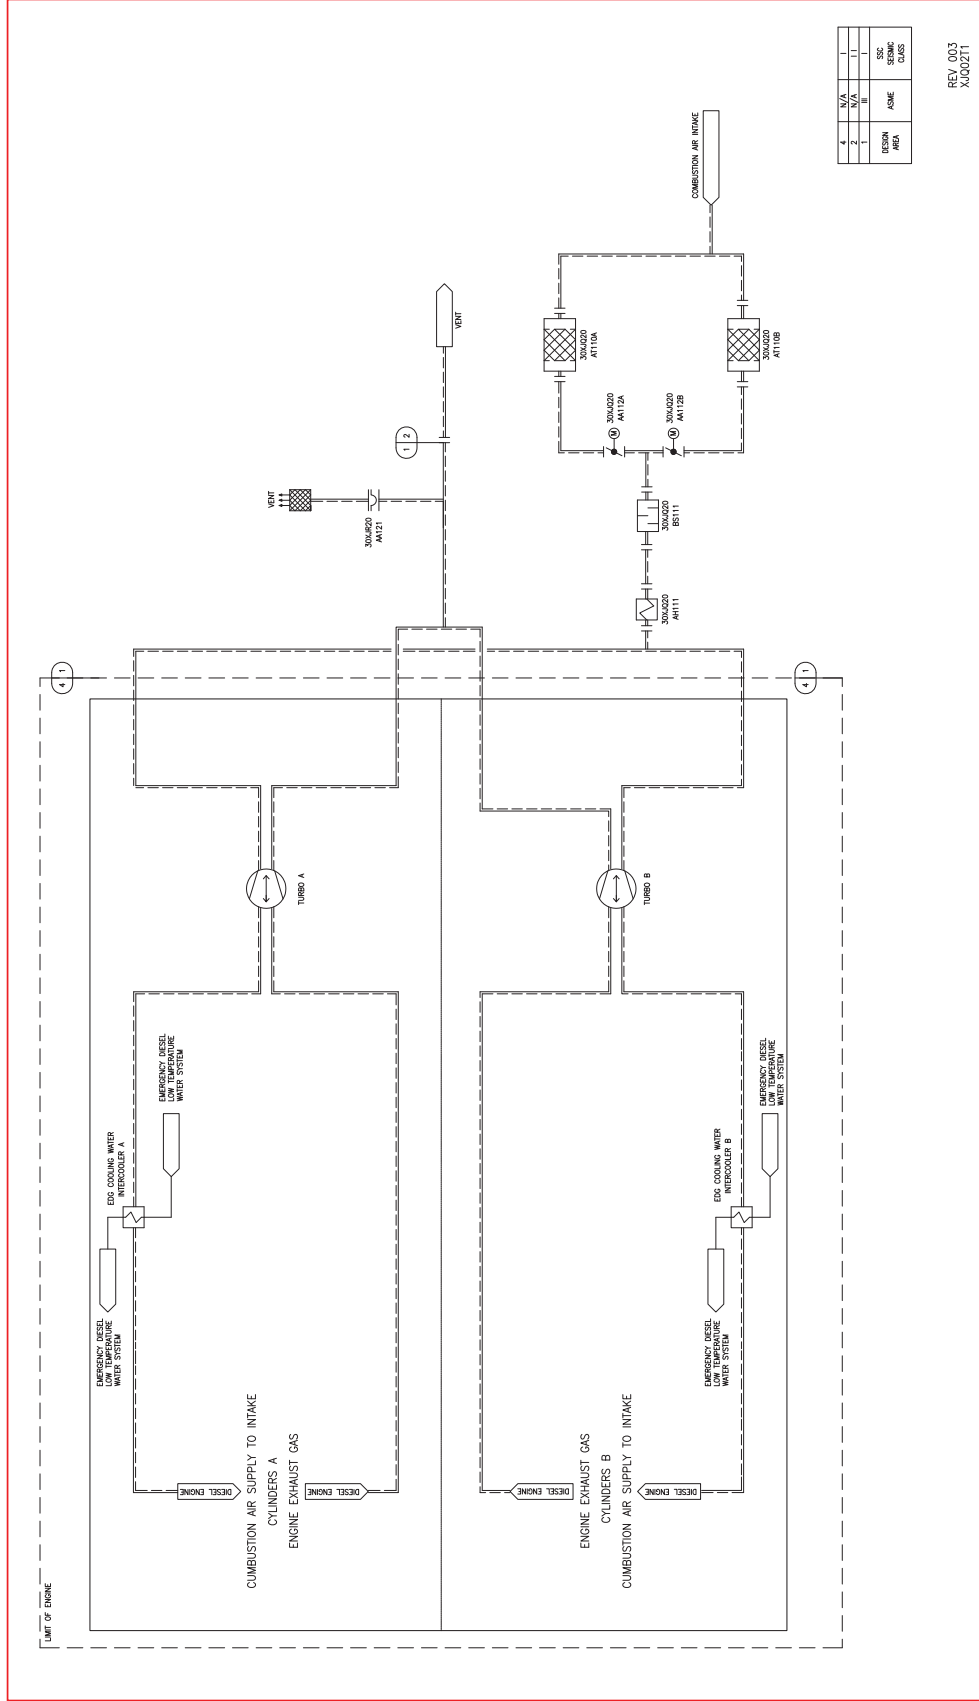 LIMIT OF ENGINE
4 1
4 1
VENT
30XJR20
AA121
1 2
VENT
COMBUSTION AIR INTAKE
30XJQ20
AT110A
30XJQ20
AT110B
30XJQ20
AA112A
M
30XJQ20
AA112B
M
30XJQ20
BS111
30XJQ20
AH111
TURBO A
TURBO B
EDG COOLING WATER
INTERCOOLER A
EMERGENCY DIESEL
LOW TEMPERATURE
WATER SYSTEM
EMERGENCY DIESEL
LOW TEMPERATURE
WATER SYSTEM
DIESEL ENGINE
CUMBUSTION AIR SUPPLY TO INTAKE
CYLINDERS A
ENGINE EXHAUST GAS
DIESEL ENGINE
DIESEL ENGINE
ENGINE EXHAUST GAS
CYLINDERS B
CUMBUSTION AIR SUPPLY TO INTAKE
DIESEL ENGINE
EDG COOLING WATER
INTERCOOLER B
EMERGENCY DIESEL
LOW TEMPERATURE
WATER SYSTEM
EMERGENCY DIESEL
LOW TEMPERATURE
WATER SYSTEM
4 N/A I
2 N/A II
1 III I
DESIGN
AREA
ASME
SSC
SEISMIC
CLASS
REV 003
XJQ02T1